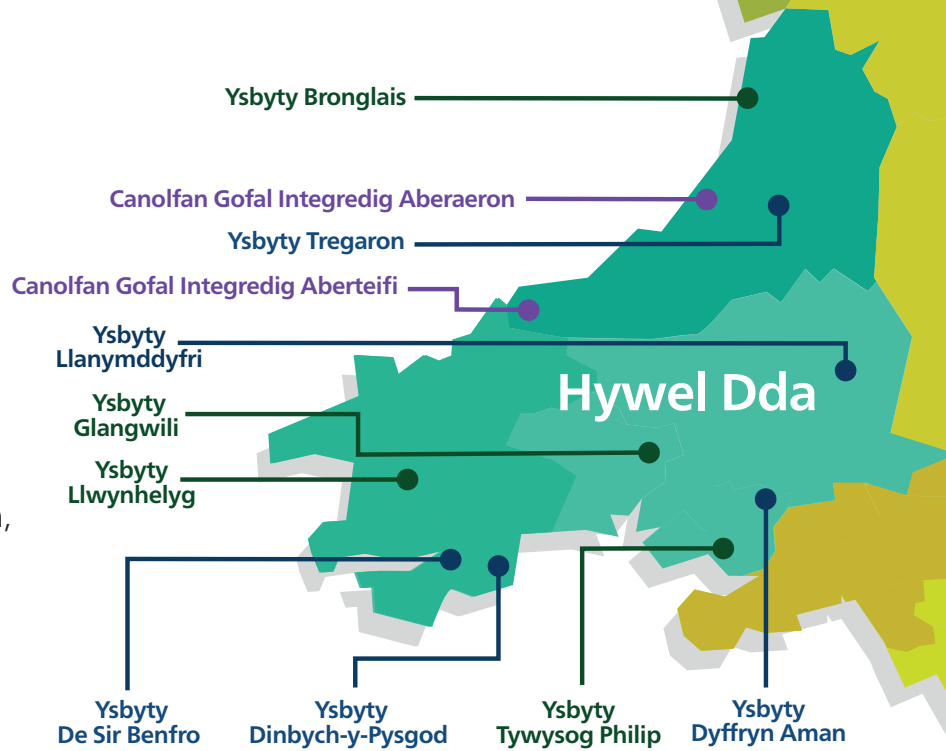 Ysbyty Bronglais
Canolfan Gofal Integredig Aberaeron
Ysbyty Tregaron
Canolfan Gofal Integredig Aberteifi
Ysbyty
Llanymddyfri
Hywel Dda
Ysbyty
Glangwili
Ysbyty
Llwynhelyg
,
Ysbyty
De Sir Benfro
Ysbyty
Dinbych-y-Pysgod
Ysbyty
Tywysog Philip
Ysbyty
Dyffryn Aman